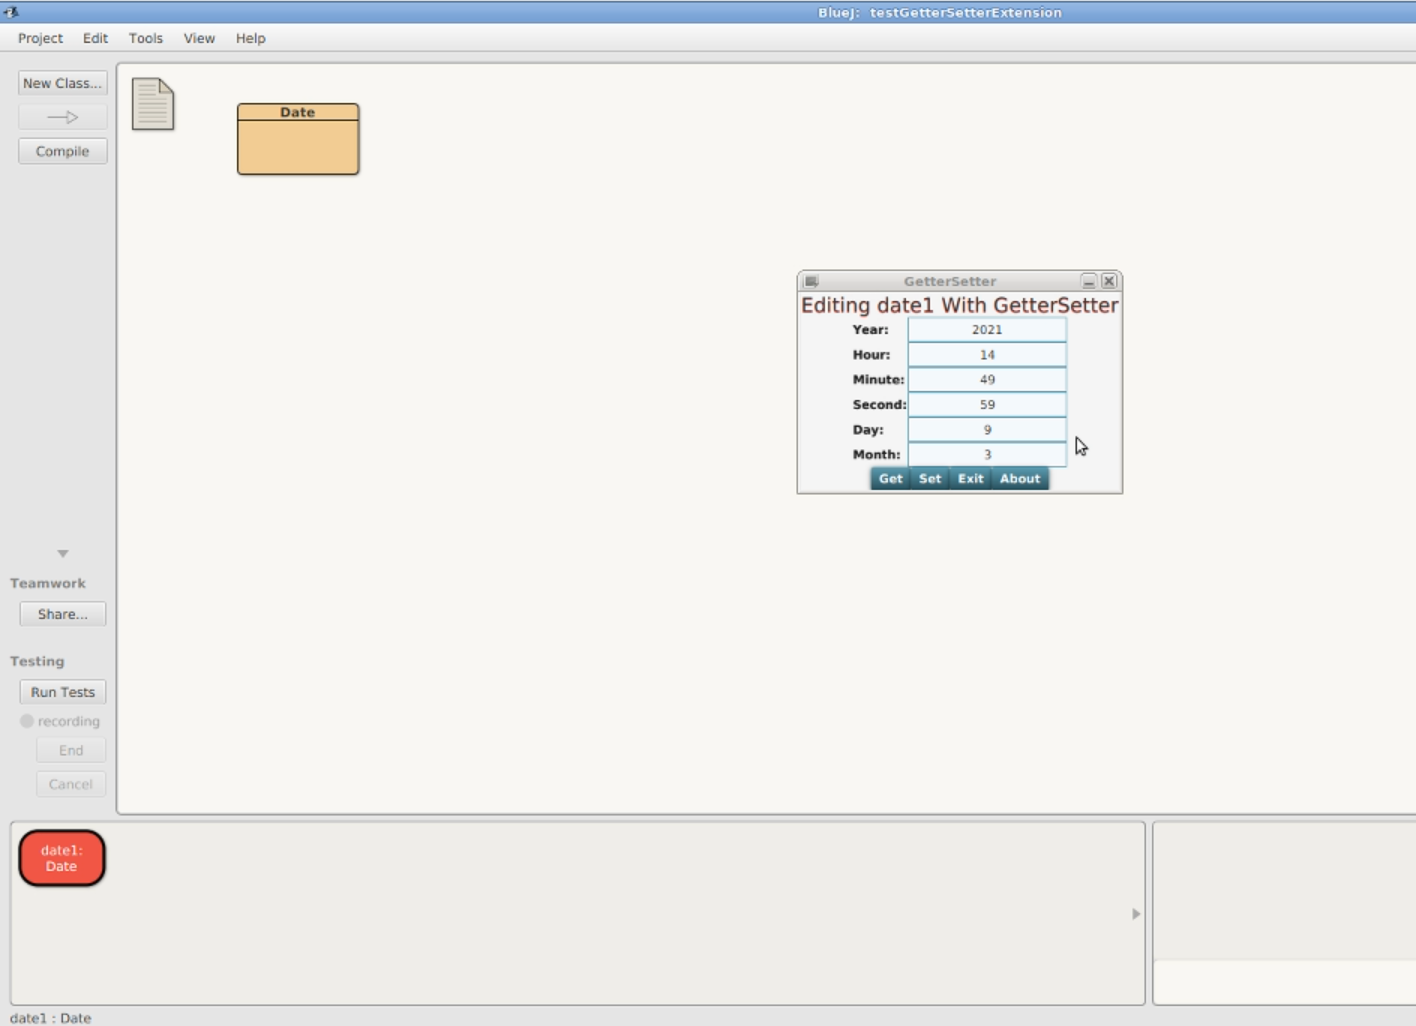 BlueJ: testGetterSetterExtension
Project Edit Tools View Help
New Class...
Compile
Date
GetterSetter
Editing date1 With GetterSetter
Year: 2021
Hour: 14
Minute: 49
Second: 59
Day: 9
Month: 3
Get Set Exit About
Teamwork
Share...
Testing
Run Tests
recording
End
Cancel
date1:
Date
date1 : Date